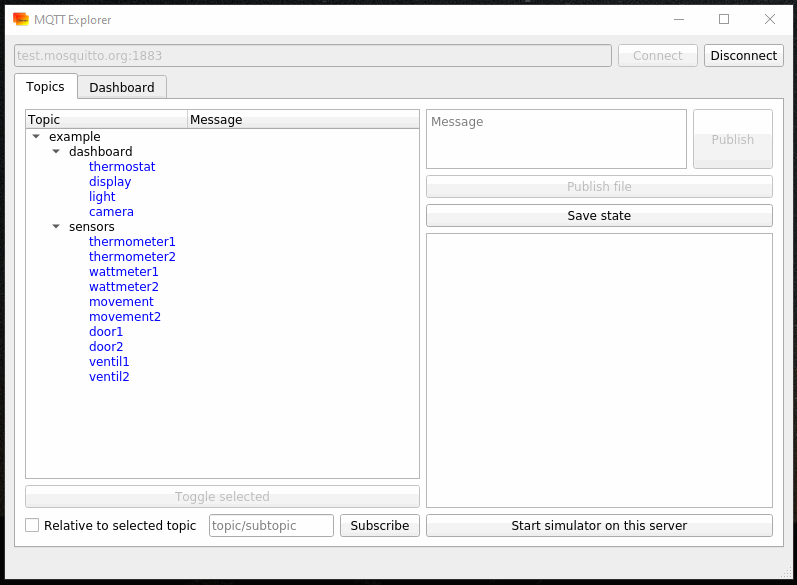 MQTT Explorer
test.mosquitto.org:1883
Connect
Disconnect
Topics
Dashboard
Topic
Message
example
dashboard
thermostat
display
light
camera
sensors
thermometer1
thermometer2
wattmeter1
wattmeter2
movement
movement2
door1
door2
ventil1
ventil2
Toggle selected
Relative to selected topic
topic/subtopic
Subscribe
Message
Publish
Publish file
Save state
Start simulator on this server